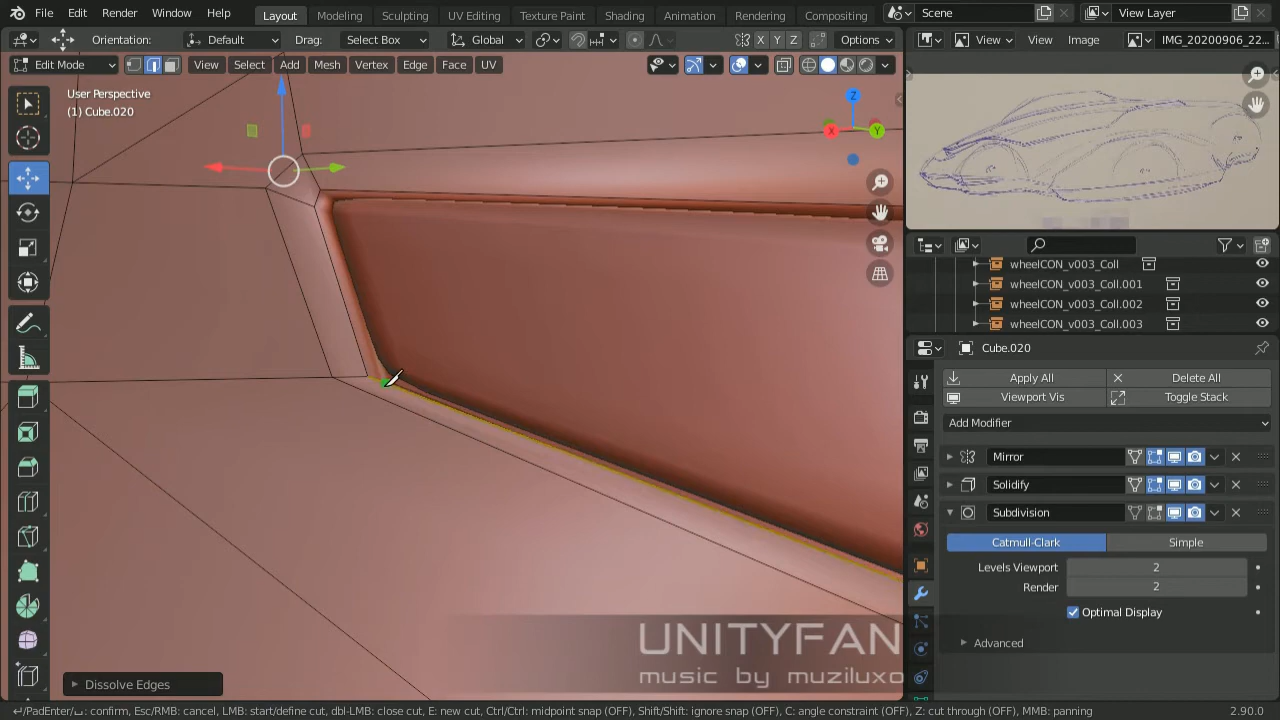 File Edit Render Window Help Layout Modeling Sculpting UV Editing Texture Paint Shading Animation Rendering Compositing Scene View Layer
Orientation: Default Drag: Select Box Global X Y Z Options View View Image IMG_20200906_22...
Edit Mode View Select Add Mesh Vertex Edge Face UV
User Perspective
(1) Cube.020
Z
X Y
wheelCON_v003_Coll
wheelCON_v003_Coll.001
wheelCON_v003_Coll.002
wheelCON_v003_Coll.003
Cube.020
Apply All Delete All
Viewport Vis Toggle Stack
Add Modifier
Mirror
Solidify
Subdivision
Catmull-Clark Simple
Levels Viewport 2
Render 2
Optimal Display
Advanced
UNITYFAN
music by muziluxo
Dissolve Edges
↵/PadEnter/␣: confirm, Esc/RMB: cancel, LMB: start/define cut, dbl-LMB: close cut, E: new cut, Ctrl/Ctrl: midpoint snap (OFF), Shift/Shift: ignore snap (OFF), C: angle constraint (OFF), Z: cut through (OFF), MMB: panning 2.90.0